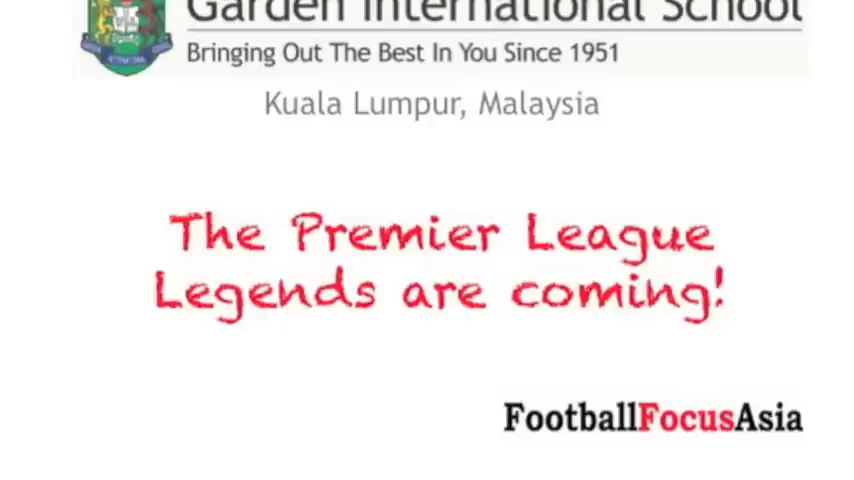 Garden International School
Bringing Out The Best In You Since 1951
Kuala Lumpur, Malaysia
The Premier League
Legends are coming!
FootballFocusAsia